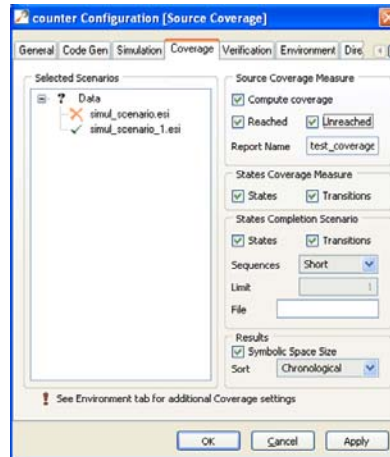 counter Configuration [Source Coverage]
General Code Gen Simulation Coverage Verification Environment Dire
Selected Scenarios
? Data
simul_scenario.esi
simul_scenario_1.esi
Source Coverage Measure
Compute coverage
Reached Unreached
Report Name test_coverage
States Coverage Measure
States Transitions
States Completion Scenario
States Transitions
Sequences Short
Limit 1
File
Results
Symbolic Space Size
Sort Chronological
! See Environment tab for additional Coverage settings
OK Cancel Apply